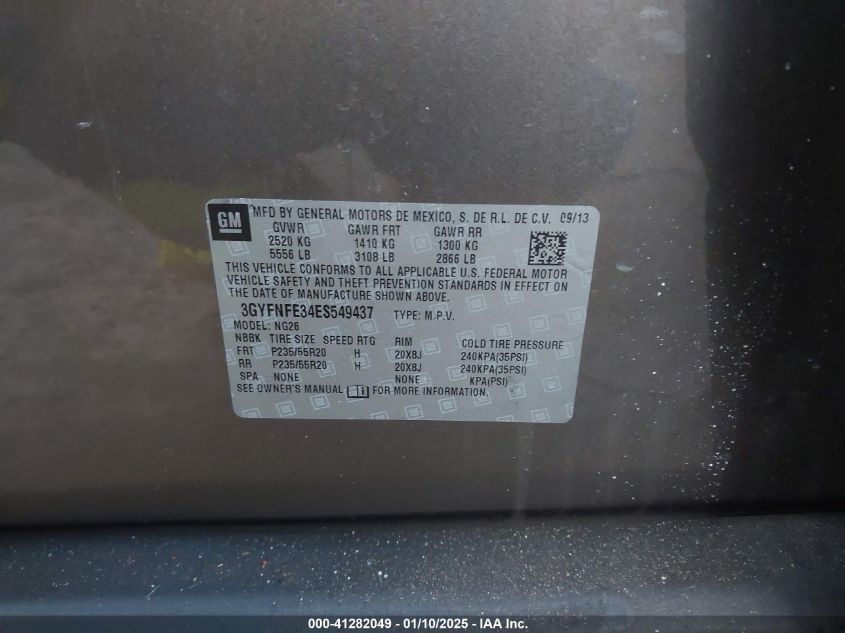 GM MFD BY GENERAL MOTORS DE MEXICO, S. DE R.L. DE C.V. 09/13
GVWR GAWR FRT GAWR RR
2520 KG 1410 KG 1300 KG
5556 LB 3108 LB 2866 LB
THIS VEHICLE CONFORMS TO ALL APPLICABLE U.S. FEDERAL MOTOR
VEHICLE SAFETY AND THEFT PREVENTION STANDARDS IN EFFECT ON
THE DATE OF MANUFACTURE SHOWN ABOVE.
3GYFNFE34ES549437 TYPE: M.P.V.
MODEL: NG26
NBBK TIRE SIZE SPEED RTG RIM COLD TIRE PRESSURE
FRT P235/55R20 H 20X8J 240KPA(35PSI)
RR P235/55R20 H 20X8J 240KPA(35PSI)
SPA NONE NONE KPA(PSI)
SEE OWNER'S MANUAL FOR MORE INFORMATION.
000-41282049 - 01/10/2025 - IAA Inc.